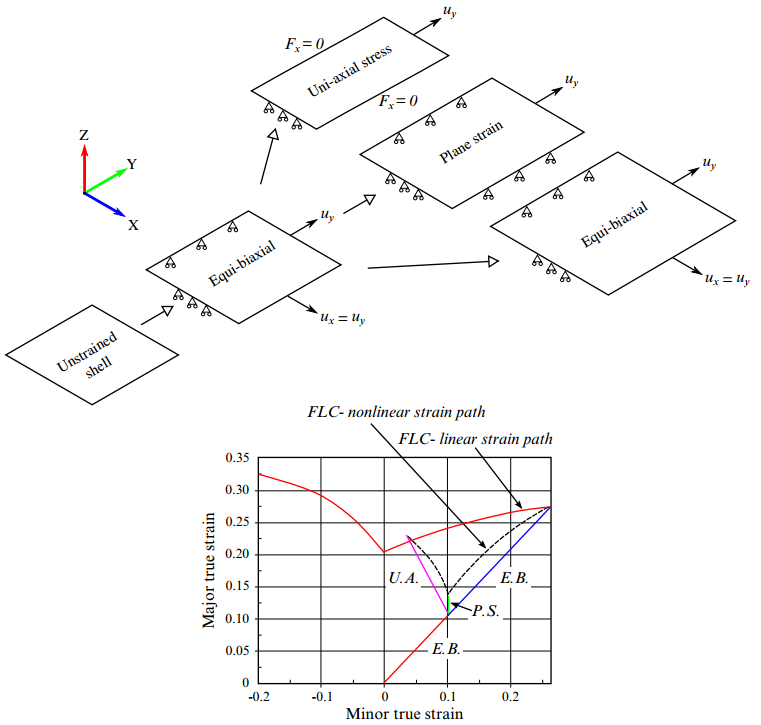 u_y
F_x = 0
Uni-axial stress
F_x = 0
u_y
Plane strain
Z
Y
X
u_y
Equi-biaxial
u_x = u_y
u_y
Equi-biaxial
u_x = u_y
Unstrained
shell
FLC- nonlinear strain path
FLC- linear strain path
0.35
0.30
0.25
0.20
0.15
0.10
0.05
0
Major true strain
U.A.
E.B.
P.S.
E.B.
-0.2
-0.1
0
0.1
0.2
Minor true strain